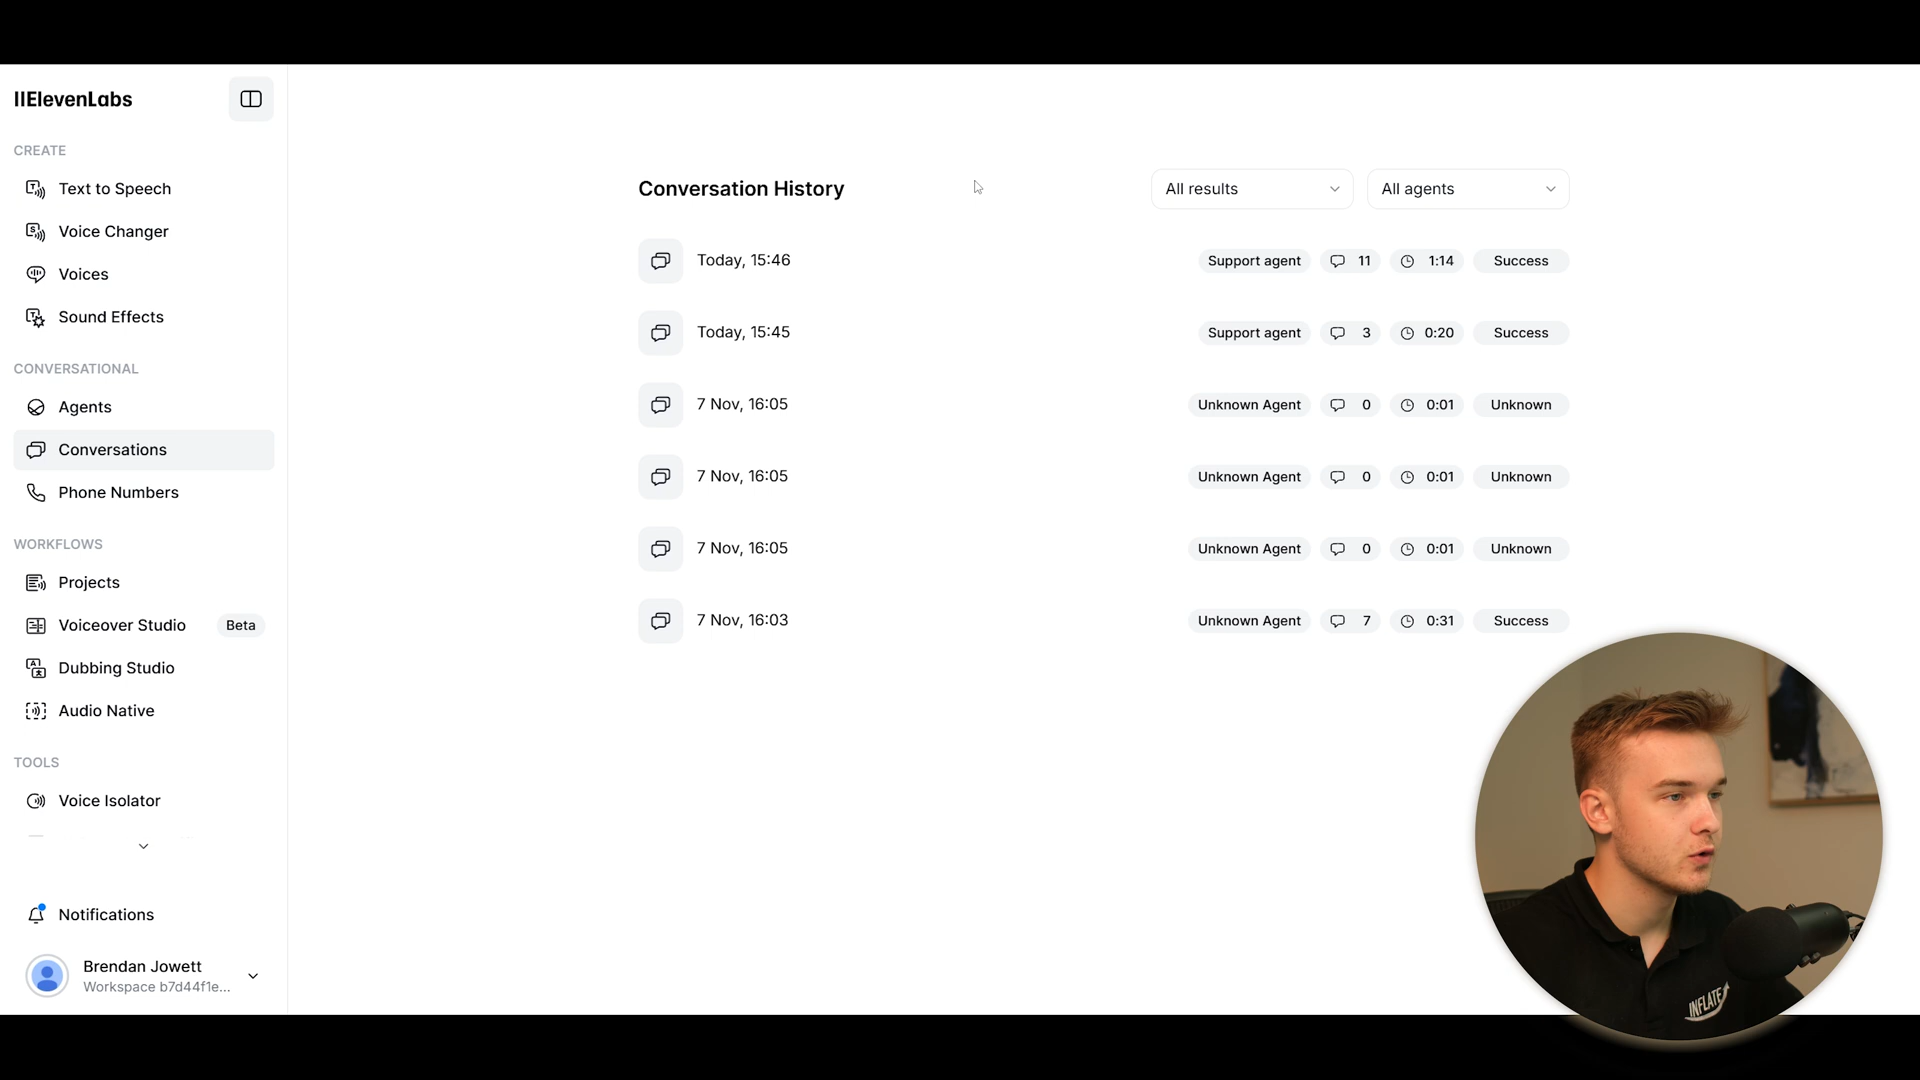 IIElevenLabs
CREATE
Text to Speech
Voice Changer
Voices
Sound Effects
CONVERSATIONAL
Agents
Conversations
Phone Numbers
WORKFLOWS
Projects
Voiceover Studio Beta
Dubbing Studio
Audio Native
TOOLS
Voice Isolator
Notifications
Brendan Jowett
Workspace b7d44f1e...
Conversation History
All results
All agents
Today, 15:46 Support agent 11 1:14 Success
Today, 15:45 Support agent 3 0:20 Success
7 Nov, 16:05 Unknown Agent 0 0:01 Unknown
7 Nov, 16:05 Unknown Agent 0 0:01 Unknown
7 Nov, 16:05 Unknown Agent 0 0:01 Unknown
7 Nov, 16:03 Unknown Agent 7 0:31 Success
INFLATE